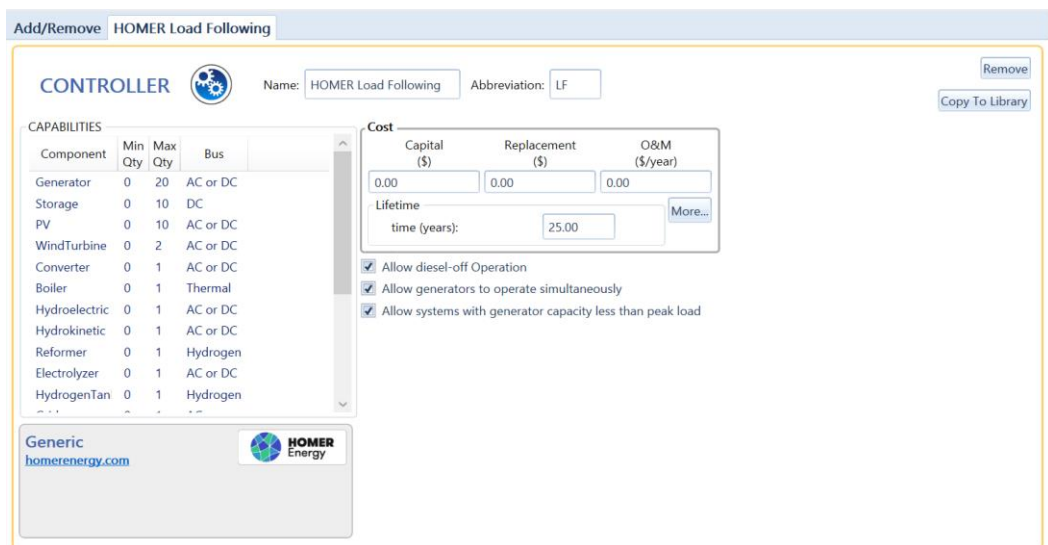 Add/Remove HOMER Load Following
Remove
CONTROLLER Name: HOMER Load Following Abbreviation: LF
Copy To Library
CAPABILITIES
Component Min Qty Max Qty Bus
Generator 0 20 AC or DC
Storage 0 10 DC
PV 0 10 AC or DC
WindTurbine 0 2 AC or DC
Converter 0 1 AC or DC
Boiler 0 1 Thermal
Hydroelectric 0 1 AC or DC
Hydrokinetic 0 1 AC or DC
Reformer 0 1 Hydrogen
Electrolyzer 0 1 AC or DC
HydrogenTan 0 1 Hydrogen
Cost
Capital ($) Replacement ($) O&M ($/year)
0.00 0.00 0.00
Lifetime
More...
time (years): 25.00
Allow diesel-off Operation
Allow generators to operate simultaneously
Allow systems with generator capacity less than peak load
Generic
homerenergy.com
HOMER
Energy